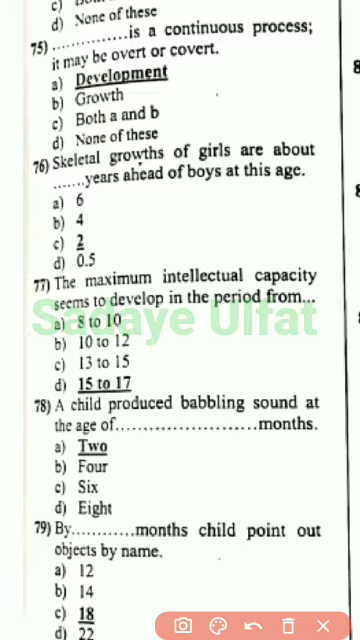 c)
d) None of these
75) ..............is a continuous process;
it may be overt or covert.
a) Development
b) Growth
c) Both a and b
d) None of these
76) Skeletal growths of girls are about
.......years ahead of boys at this age.
a) 6
b) 4
c) 2
d) 0.5
77) The maximum intellectual capacity
seems to develop in the period from...
Sadaye Ulfat
a) 8 to 10
b) 10 to 12
c) 13 to 15
d) 15 to 17
78) A child produced babbling sound at
the age of..........................months.
a) Two
b) Four
c) Six
d) Eight
79) By............months child point out
objects by name.
a) 12
b) 14
c) 18
d) 22